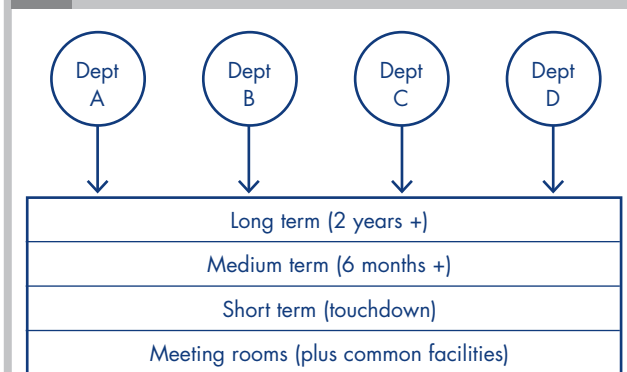 Dept
A
Dept
B
Dept
C
Dept
D
Long term (2 years +)
Medium term (6 months +)
Short term (touchdown)
Meeting rooms (plus common facilities)